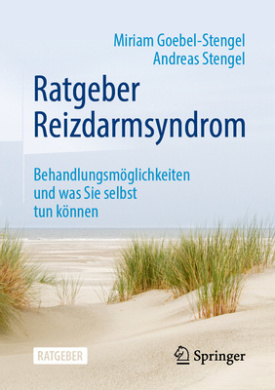 Miriam Goebel-Stengel
Andreas Stengel
Ratgeber
Reizdarmsyndrom
Behandlungsmöglichkeiten
und was Sie selbst
tun können
RATGEBER
Springer